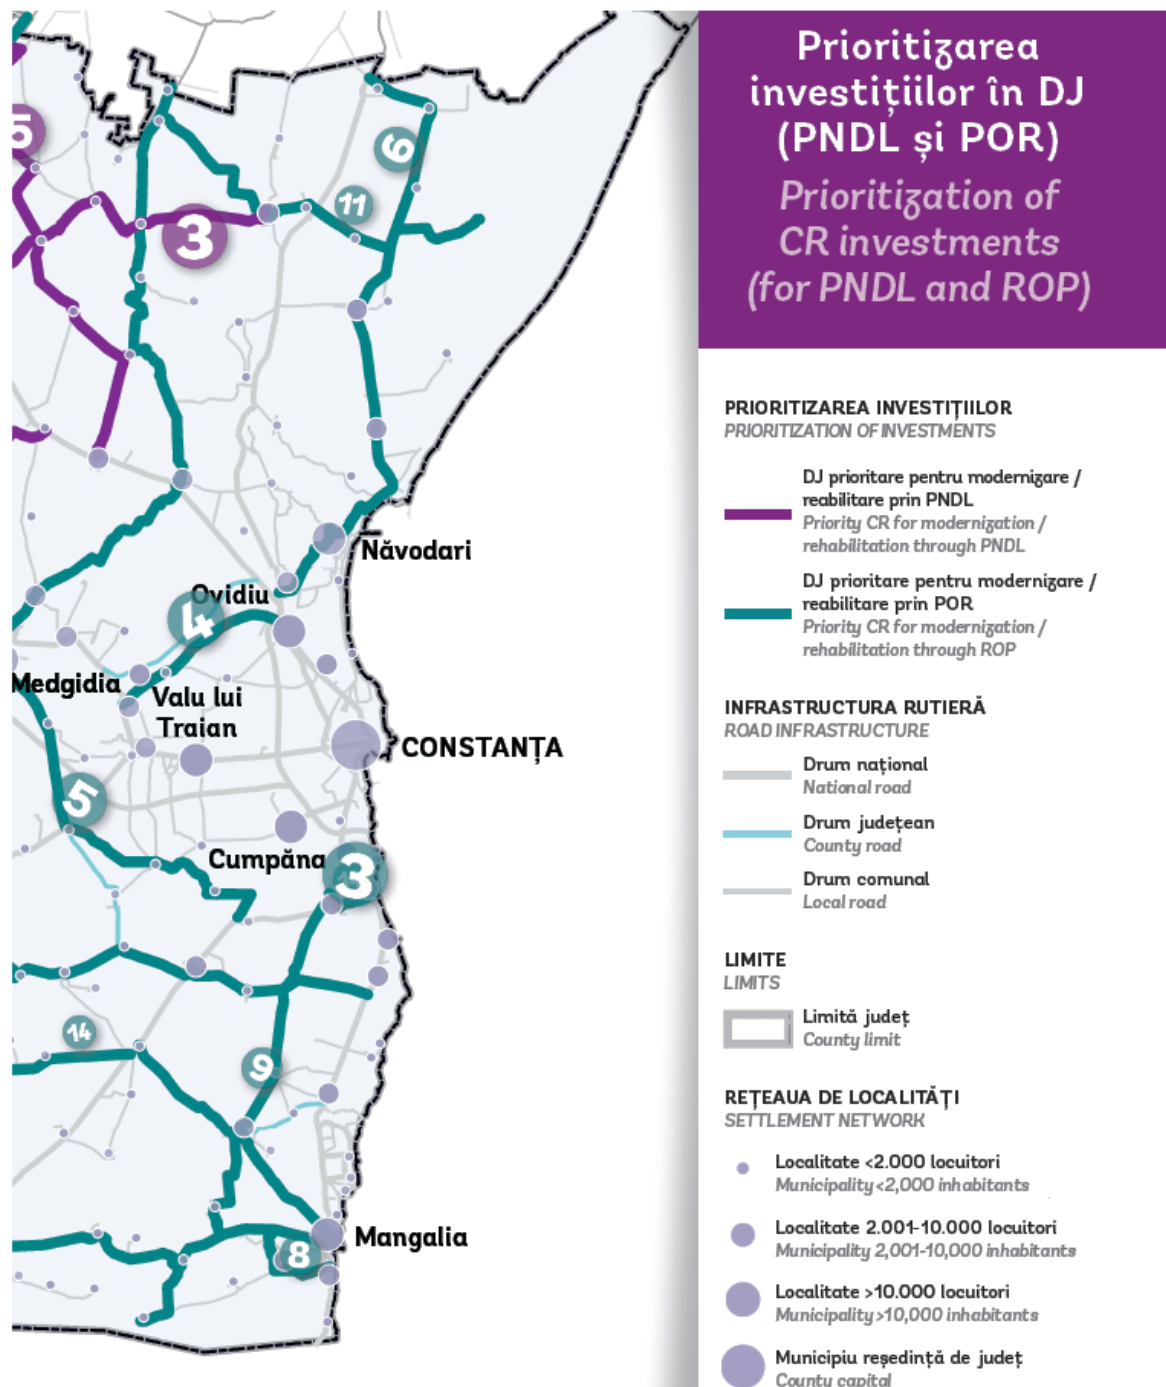 5
3
6
11
Năvodari
Ovidiu
4
Medgidia
Valu lui
Traian
CONSTANȚA
5
Cumpăna
3
14
9
Mangalia
8
Prioritizarea
investițiilor în DJ
(PNDL și POR)
Prioritization of
CR investments
(for PNDL and ROP)
PRIORITIZAREA INVESTIȚIILOR
PRIORITIZATION OF INVESTMENTS
DJ prioritare pentru modernizare /
reabilitare prin PNDL
Priority CR for modernization /
rehabilitation through PNDL
DJ prioritare pentru modernizare /
reabilitare prin POR
Priority CR for modernization /
rehabilitation through ROP
INFRASTRUCTURA RUTIERĂ
ROAD INFRASTRUCTURE
Drum național
National road
Drum județean
County road
Drum comunal
Local road
LIMITE
LIMITS
Limită județ
County limit
REȚEAUA DE LOCALITĂȚI
SETTLEMENT NETWORK
Localitate <2.000 locuitori
Municipality <2,000 inhabitants
Localitate 2.001-10.000 locuitori
Municipality 2,001-10,000 inhabitants
Localitate >10.000 locuitori
Municipality >10,000 inhabitants
Municipiu reședință de județ
County capital